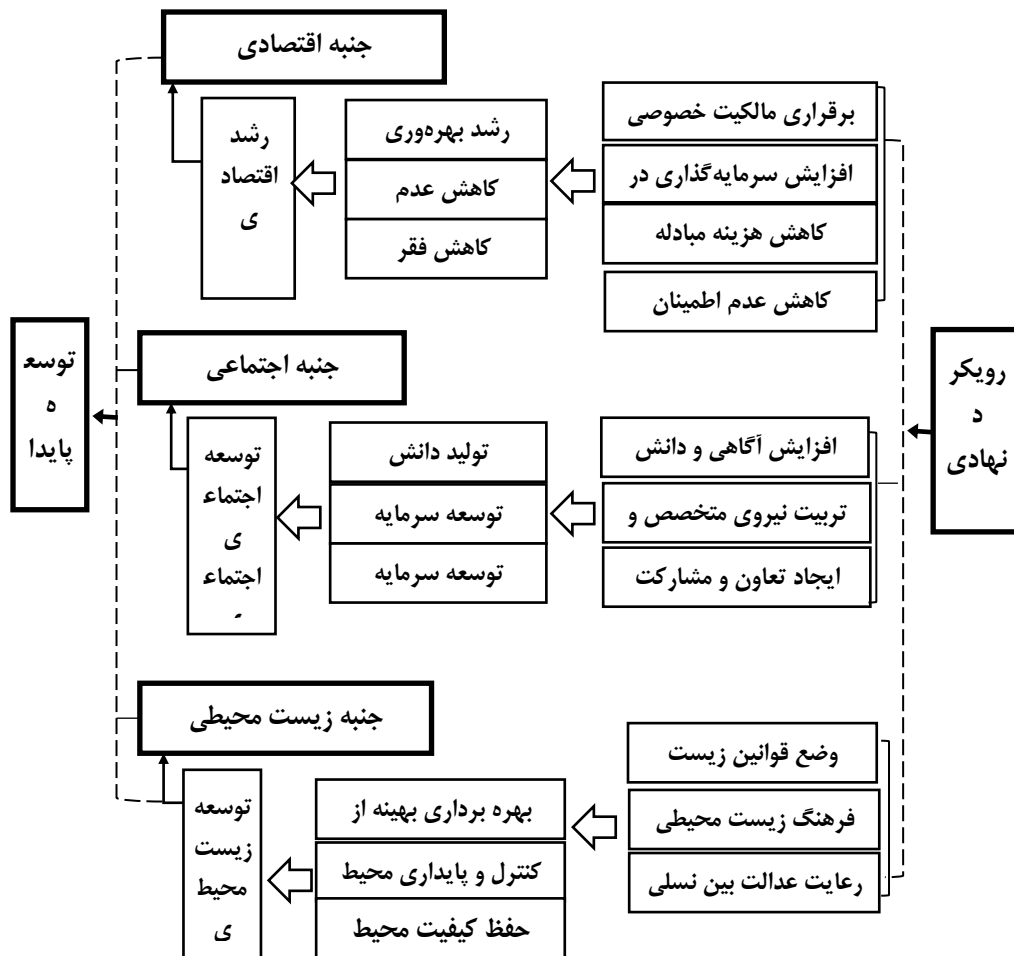 رویکر
د
نهادی
برقراری مالکیت خصوصی
افزایش سرمایه‌گذاری در
کاهش هزینه مبادله
کاهش عدم اطمینان
رشد بهره‌وری
کاهش عدم
کاهش فقر
رشد
اقتصاد
ی
جنبه اقتصادی
افزایش آگاهی و دانش
تربیت نیروی متخصص و
ایجاد تعاون و مشارکت
تولید دانش
توسعه سرمایه
توسعه سرمایه
توسعه
اجتماع
ی
اجتماع
جنبه اجتماعی
وضع قوانین زیست
فرهنگ زیست محیطی
رعایت عدالت بین نسلی
بهره برداری بهینه از
کنترل و پایداری محیط
حفظ کیفیت محیط
توسعه
زیست
محیط
ی
جنبه زیست محیطی
توسع
ه
پایدا